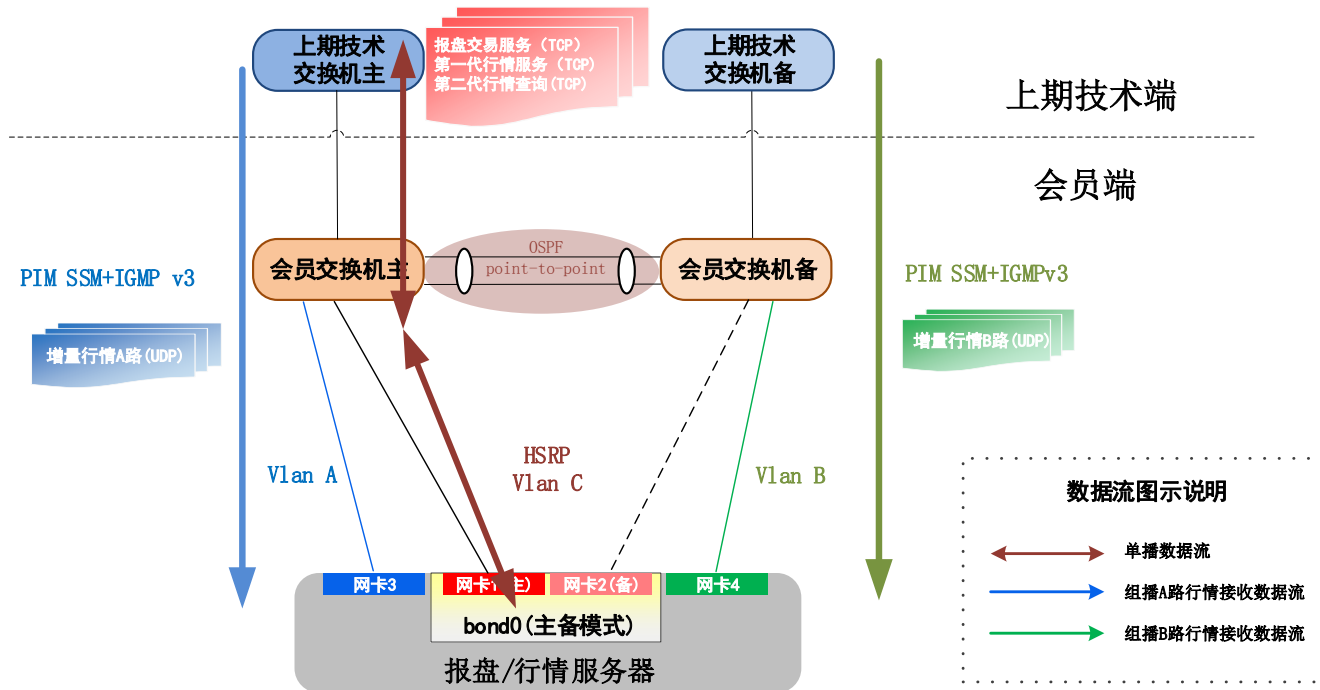 上期技术
交换机主
报盘交易服务（TCP）
第一代行情服务（TCP）
第二代行情查询(TCP)
上期技术
交换机备
上期技术端
会员端
会员交换机主
OSPF
point-to-point
会员交换机备
PIM SSM+IGMP v3
增量行情A路(UDP)
PIM SSM+IGMPv3
增量行情B路(UDP)
Vlan A
HSRP
Vlan C
Vlan B
网卡3
网卡1(主)
网卡2(备)
网卡4
bond0(主备模式)
报盘/行情服务器
数据流图示说明
单播数据流
组播A路行情接收数据流
组播B路行情接收数据流